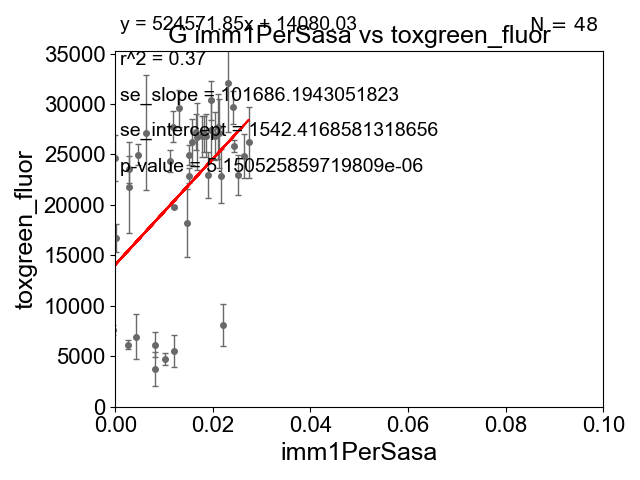 y = 524571.85x + 14080.03
N = 48
G imm1PerSasa vs toxgreen_fluor
r^2 = 0.37
se_slope = 101686.1943051823
se_intercept = 1542.4168581318656
p-value = 5.150525859719809e-06
35000
30000
25000
20000
15000
10000
5000
0
toxgreen_fluor
0.00 0.02 0.04 0.06 0.08 0.10
imm1PerSasa